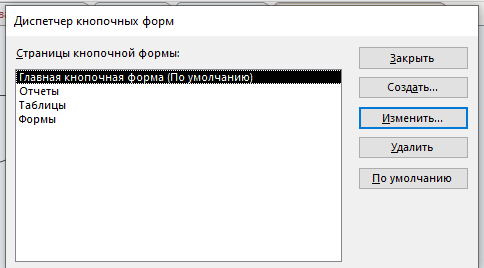 Диспетчер кнопочных форм
Страницы кнопочной формы:
Главная кнопочная форма (По умолчанию)
Отчеты
Таблицы
Формы
Закрыть
Создать...
Изменить...
Удалить
По умолчанию